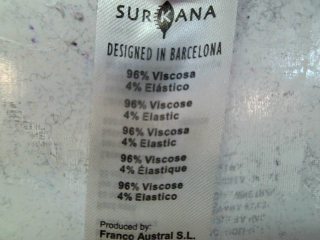 SURKANA
DESIGNED IN BARCELONA
96% Viscosa
4% Elástico
96% Viscose
4% Elastic
96% Viscosa
4% Elastic
96% Viscose
4% Élastique
96% Viscose
4% Elastico
Produced by:
Franco Austral S.L.